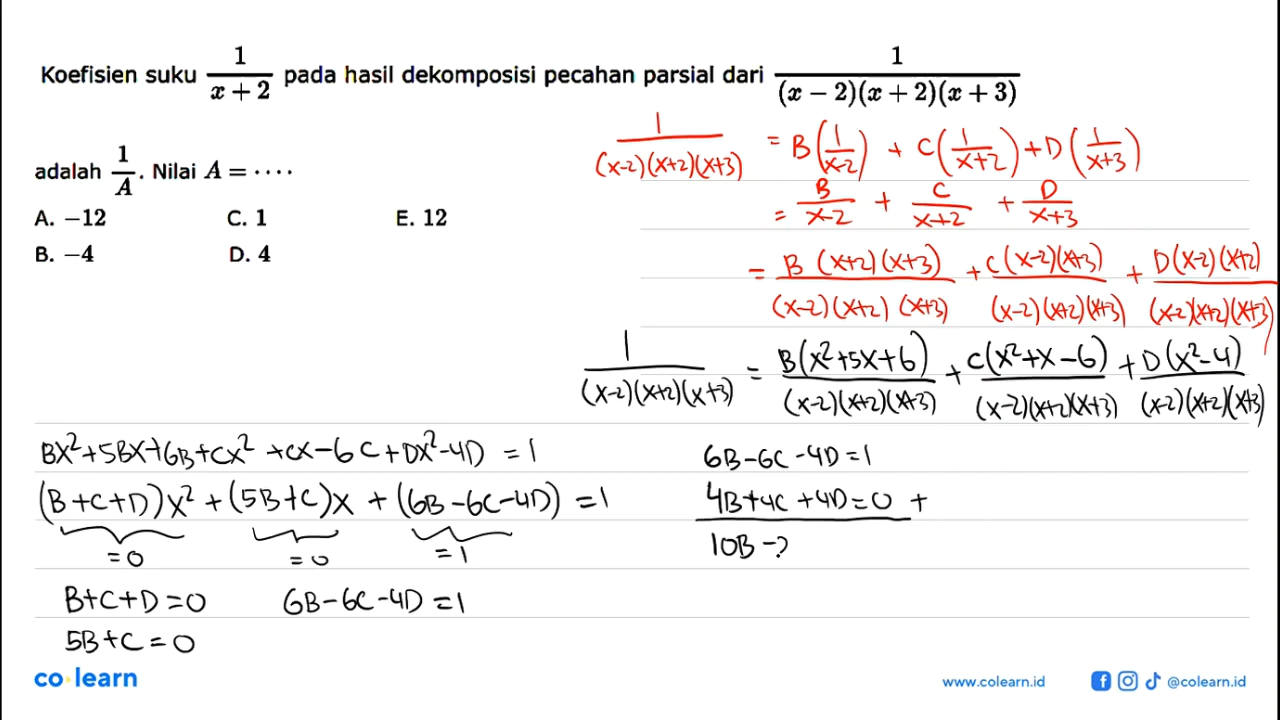 Koefisien suku 1/(x + 2) pada hasil dekomposisi pecahan parsial dari 1/((x − 2)(x + 2)(x + 3))
adalah 1/A. Nilai A = ····
A. −12 C. 1 E. 12
B. −4 D. 4
1/((x-2)(x+2)(x+3)) = B(1/(x-2)) + C(1/(x+2)) + D(1/(x+3))
= B/(x-2) + C/(x+2) + D/(x+3)
= B(x+2)(x+3)/((x-2)(x+2)(x+3)) + C(x-2)(x+3)/((x-2)(x+2)(x+3)) + D(x-2)(x+2)/((x-2)(x+2)(x+3))
1/((x-2)(x+2)(x+3)) = B(x²+5x+6)/((x-2)(x+2)(x+3)) + C(x²+x-6)/((x-2)(x+2)(x+3)) + D(x²-4)/((x-2)(x+2)(x+3))
Bx²+5Bx+6B+Cx²+Cx-6C+Dx²-4D = 1
(B+C+D)x² + (5B+C)x + (6B-6C-4D) = 1
=0 =0 =1
B+C+D=0 6B-6C-4D=1
5B+C=0
6B-6C-4D=1
4B+4C+4D=0 +
10B-2
co·learn
www.colearn.id @colearn.id